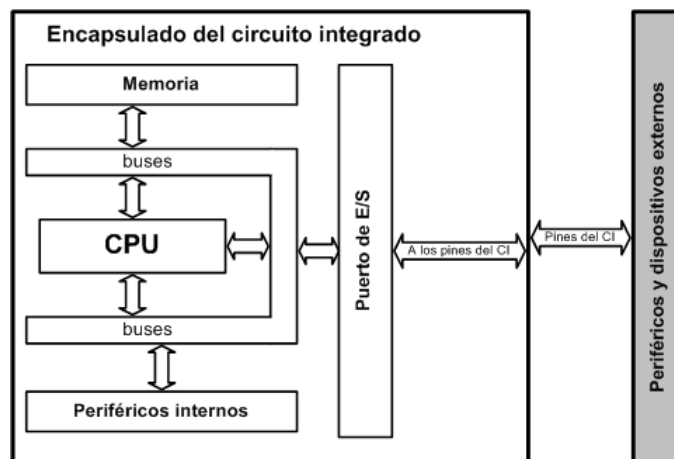 Encapsulado del circuito integrado
Memoria
buses
CPU
buses
Periféricos internos
Puerto de E/S
A los pines del CI
Pines del CI
Periféricos y dispositivos externos